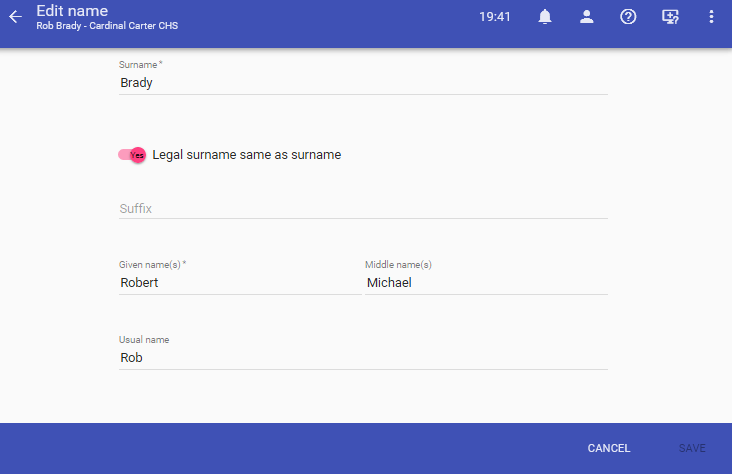 Edit name
Rob Brady - Cardinal Carter CHS
19:41
Surname *
Brady
Yes Legal surname same as surname
Suffix
Given name(s) * Middle name(s)
Robert Michael
Usual name
Rob
CANCEL SAVE